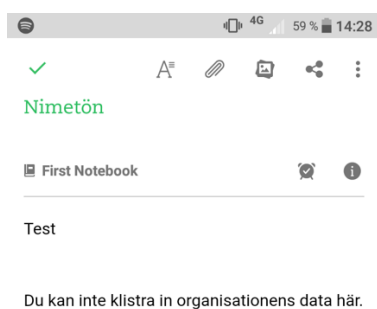 4G 59 % 14:28
A
Nimetön
First Notebook
Test
Du kan inte klistra in organisationens data här.